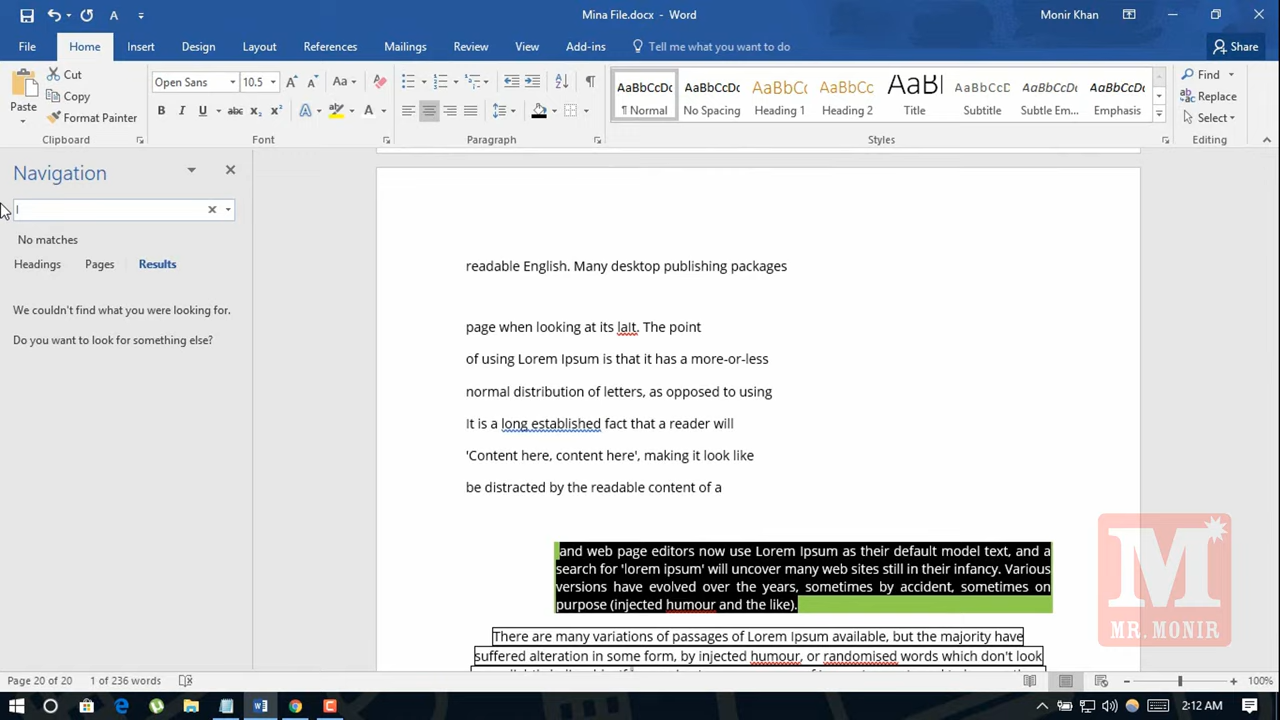 Mina File.docx - Word
Monir Khan
File Home Insert Design Layout References Mailings Review View Add-ins Tell me what you want to do Share
Paste
Cut
Copy
Format Painter
Open Sans 10.5
AaBbCcDc AaBbCcDc AaBbCc AaBbCc AaBl AaBbCcDc AaBbCcDc AaBbCcDc
¶ Normal No Spacing Heading 1 Heading 2 Title Subtitle Subtle Em... Emphasis
Find
Replace
Select
Clipboard Font Paragraph Styles Editing
Navigation
l
No matches
Headings Pages Results
We couldn't find what you were looking for.
Do you want to look for something else?
readable English. Many desktop publishing packages
page when looking at its laIt. The point
of using Lorem Ipsum is that it has a more-or-less
normal distribution of letters, as opposed to using
It is a long established fact that a reader will
'Content here, content here', making it look like
be distracted by the readable content of a
and web page editors now use Lorem Ipsum as their default model text, and a
search for 'lorem ipsum' will uncover many web sites still in their infancy. Various
versions have evolved over the years, sometimes by accident, sometimes on
purpose (injected humour and the like).
There are many variations of passages of Lorem Ipsum available, but the majority have
suffered alteration in some form, by injected humour, or randomised words which don't look
M
MR. MONIR
Page 20 of 20 1 of 236 words
100%
2:12 AM